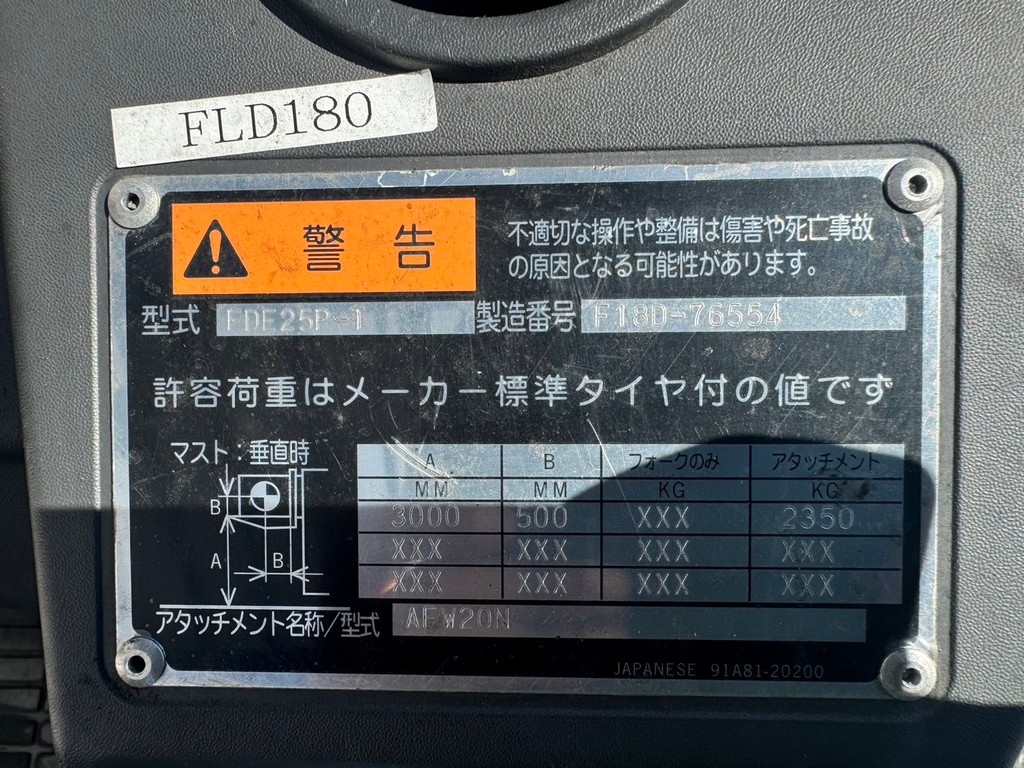 FLD180
警告
不適切な操作や整備は傷害や死亡事故
の原因となる可能性があります。
型式 FDE25P-T 製造番号 F18D-76554
許容荷重はメーカー標準タイヤ付の値です
マスト：垂直時
A B フォークのみ アタッチメント
MM MM KG KG
3000 500 XXX 2350
XXX XXX XXX XXX
XXX XXX XXX XXX
B
A
B
アタッチメント名称/型式 AFW20N
JAPANESE 91A81-20200